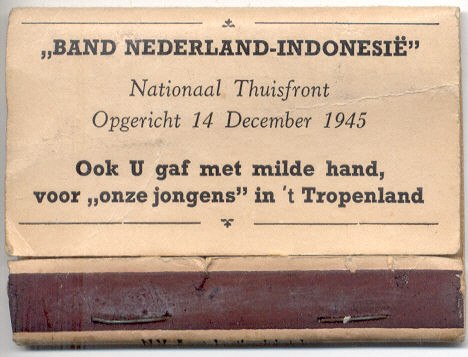 „BAND NEDERLAND-INDONESIË”
Nationaal Thuisfront
Opgericht 14 December 1945
Ook U gaf met milde hand,
voor „onze jongens” in 't Tropenland